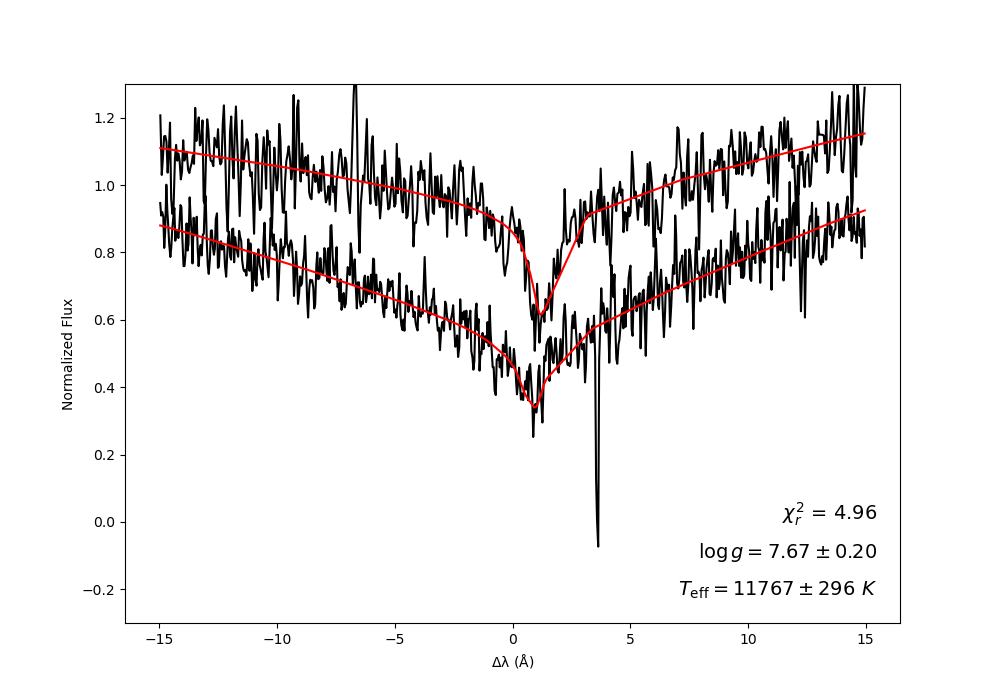 1.2
1.0
0.8
0.6
0.4
0.2
0.0
−0.2
Normalized Flux
χ²ᵣ = 4.96
log g = 7.67 ± 0.20
T_eff = 11767 ± 296 K
−15 −10 −5 0 5 10 15
Δλ (Å)